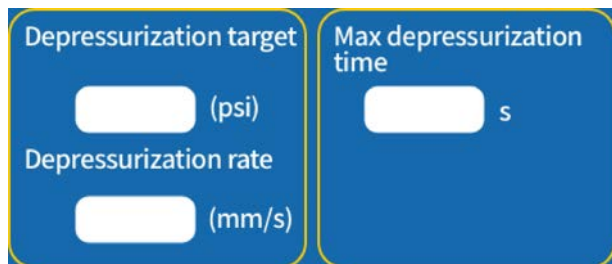 Depressurization target
(psi)
Depressurization rate
(mm/s)
Max depressurization
time
s